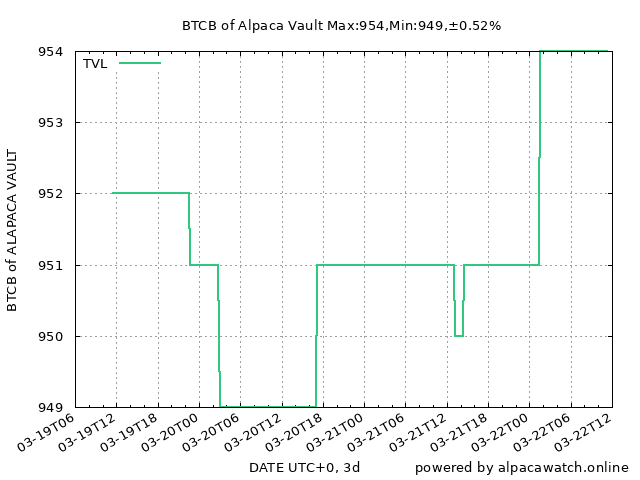 BTCB of Alpaca Vault Max:954,Min:949,±0.52%
TVL
954
953
952
951
950
949
BTCB of ALAPACA VAULT
03-19T06
03-19T12
03-19T18
03-20T00
03-20T06
03-20T12
03-20T18
03-21T00
03-21T06
03-21T12
03-21T18
03-22T00
03-22T06
03-22T12
DATE UTC+0, 3d
powered by alpacawatch.online